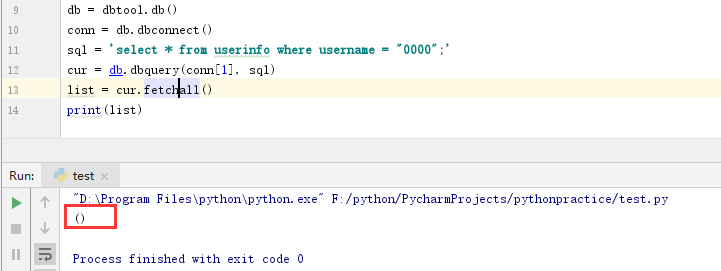 9 db = dbtool.db()
10 conn = db.dbconnect()
11 sql = 'select * from userinfo where username = "0000";'
12 cur = db.dbquery(conn[1], sql)
13 list = cur.fetchall()
14 print(list)
Run: test ×
"D:\Program Files\python\python.exe" F:/python/PycharmProjects/pythonpractice/test.py
()
Process finished with exit code 0